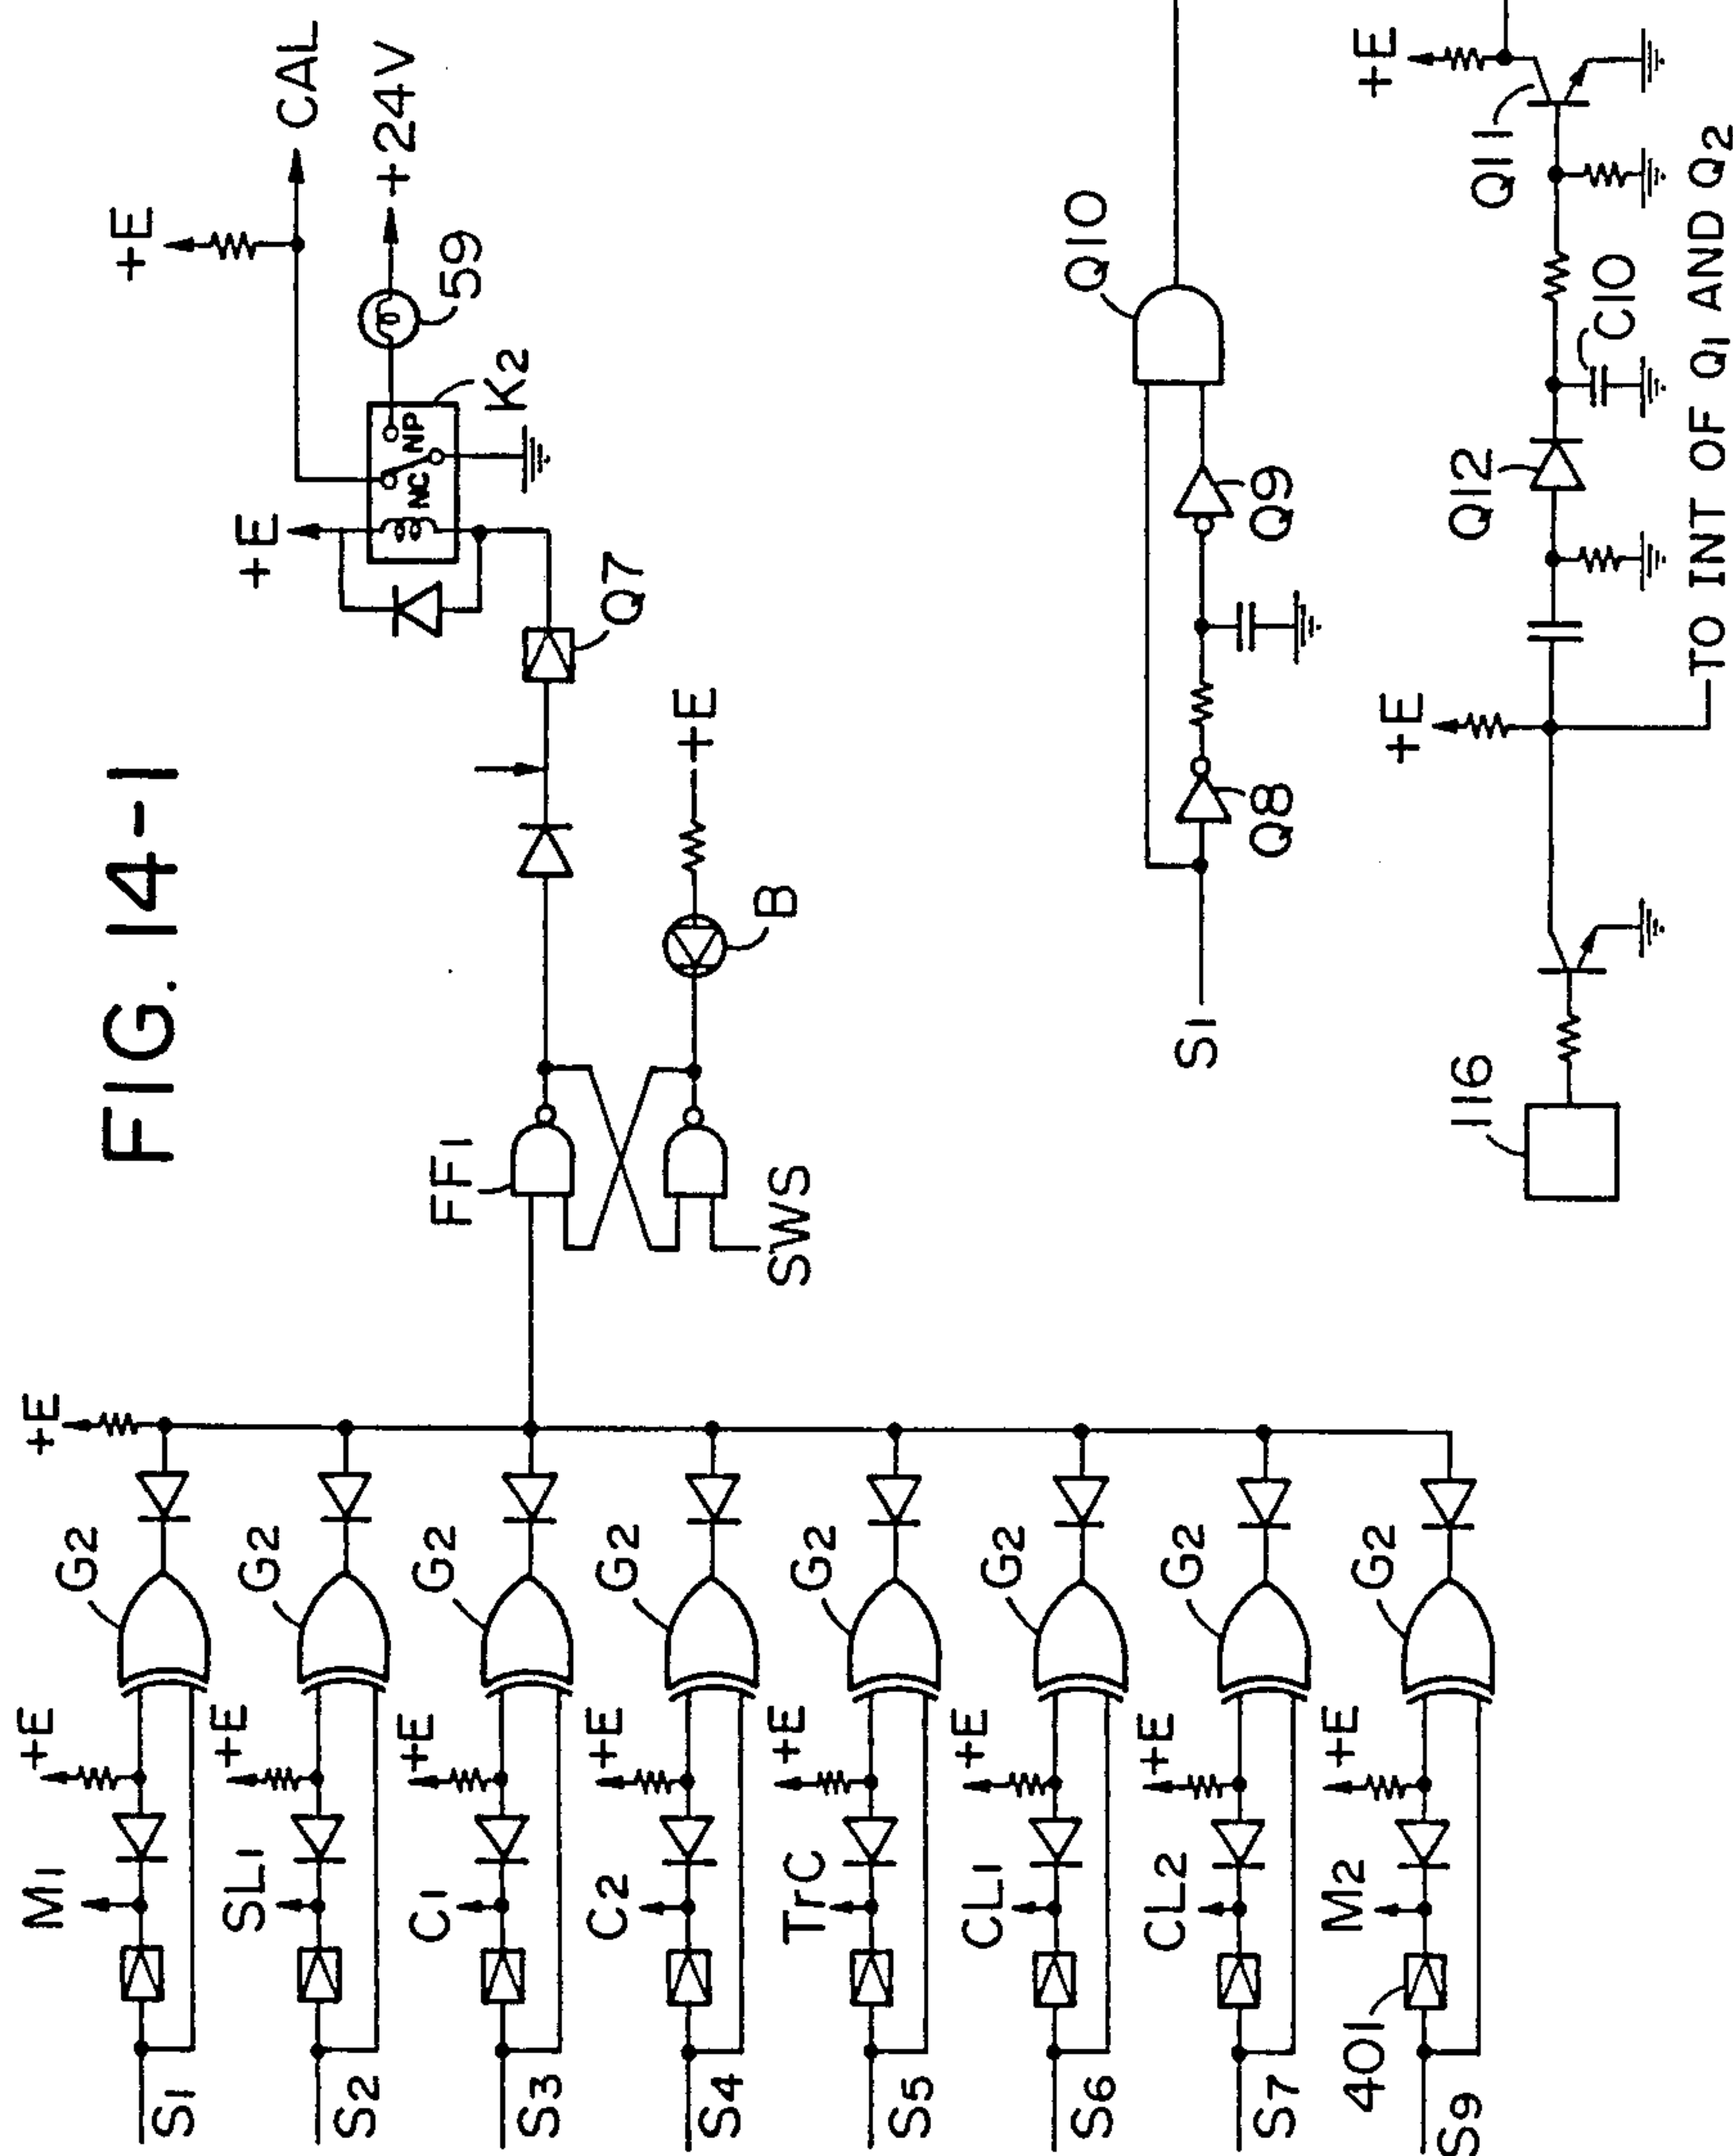 FIG. 14-1
S1
M1
+E
G2
+E
S2
SL1
+E
G2
S3
C1
+E
G2
S4
C2
+E
G2
S5
TrC
+E
G2
S6
CL1
+E
G2
S7
CL2
+E
G2
S9
401
M2
+E
G2
FF1
SWS
B
+E
Q7
+E
NC
NP
K2
59
+24V
+E
CAL
S1
Q8
Q9
Q10
116
+E
TO INT OF Q1 AND Q2
Q12
C10
Q11
+E